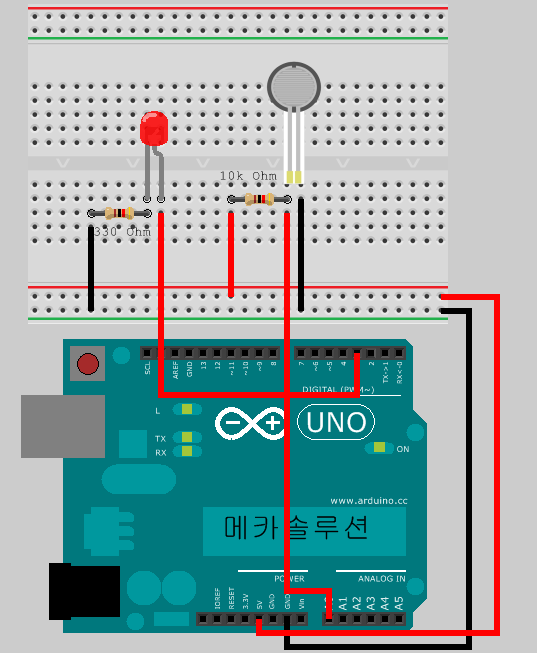 10k Ohm
330 Ohm
SCL
AREF
GND
13
12
~11
~10
~9
8
7
~6
~5
4
2
TX->1
RX<-0
DIGITAL (PWM~)
L
TX
RX
UNO
ON
www.arduino.cc
메카솔루션
POWER
ANALOG IN
IOREF
RESET
3.3V
5V
GND
GND
Vin
A1
A2
A3
A4
A5